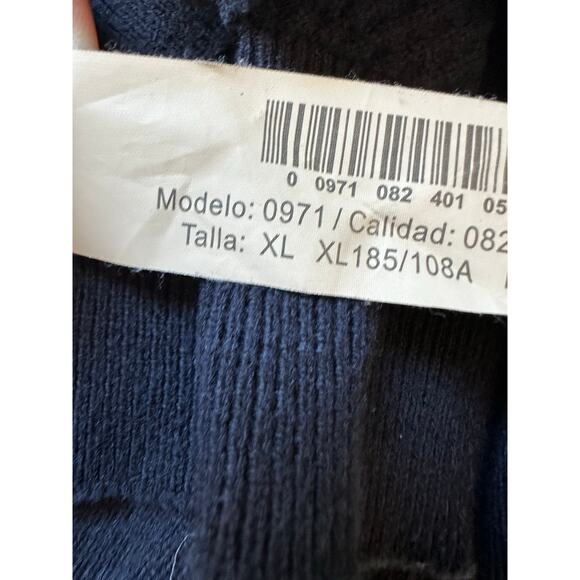 0 0971 082 401 05
Modelo: 0971 / Calidad: 082
Talla: XL XL185/108A